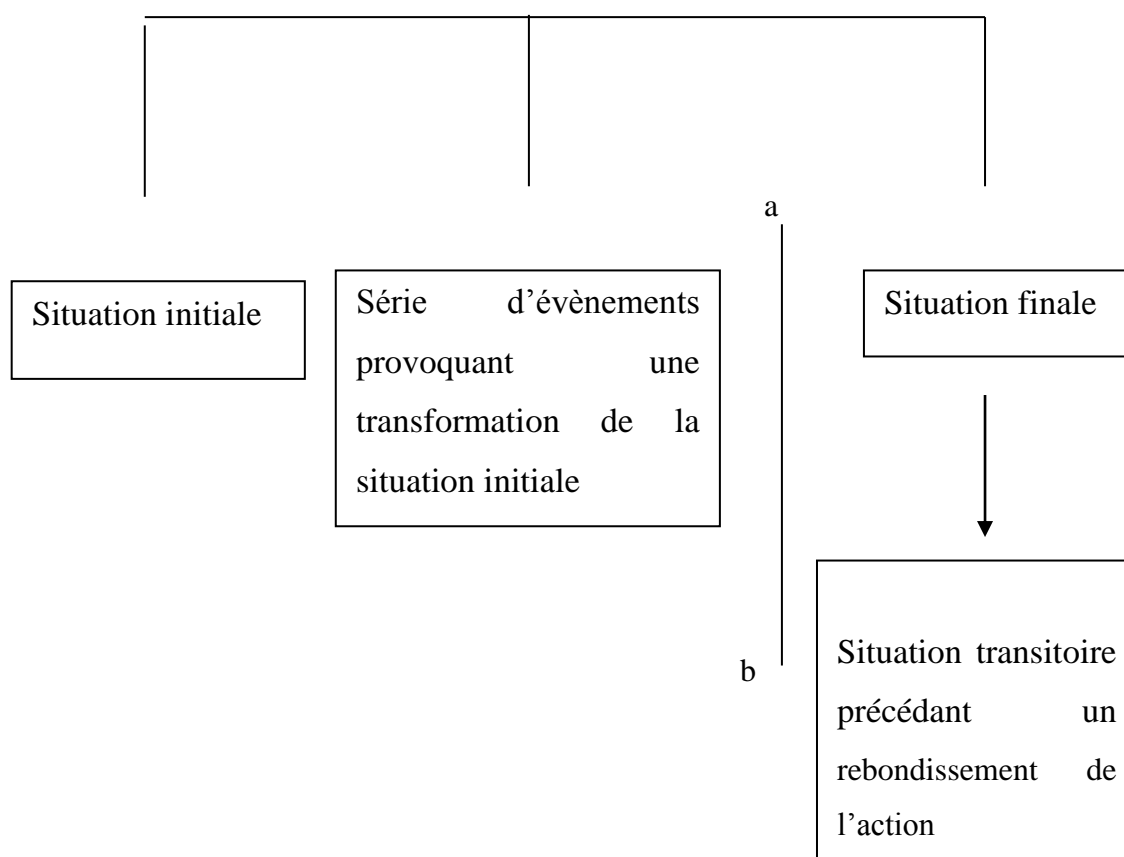 a
Situation initiale
Série d’évènements
provoquant une
transformation de la
situation initiale
Situation finale
b
Situation transitoire
précédant un
rebondissement de
l’action